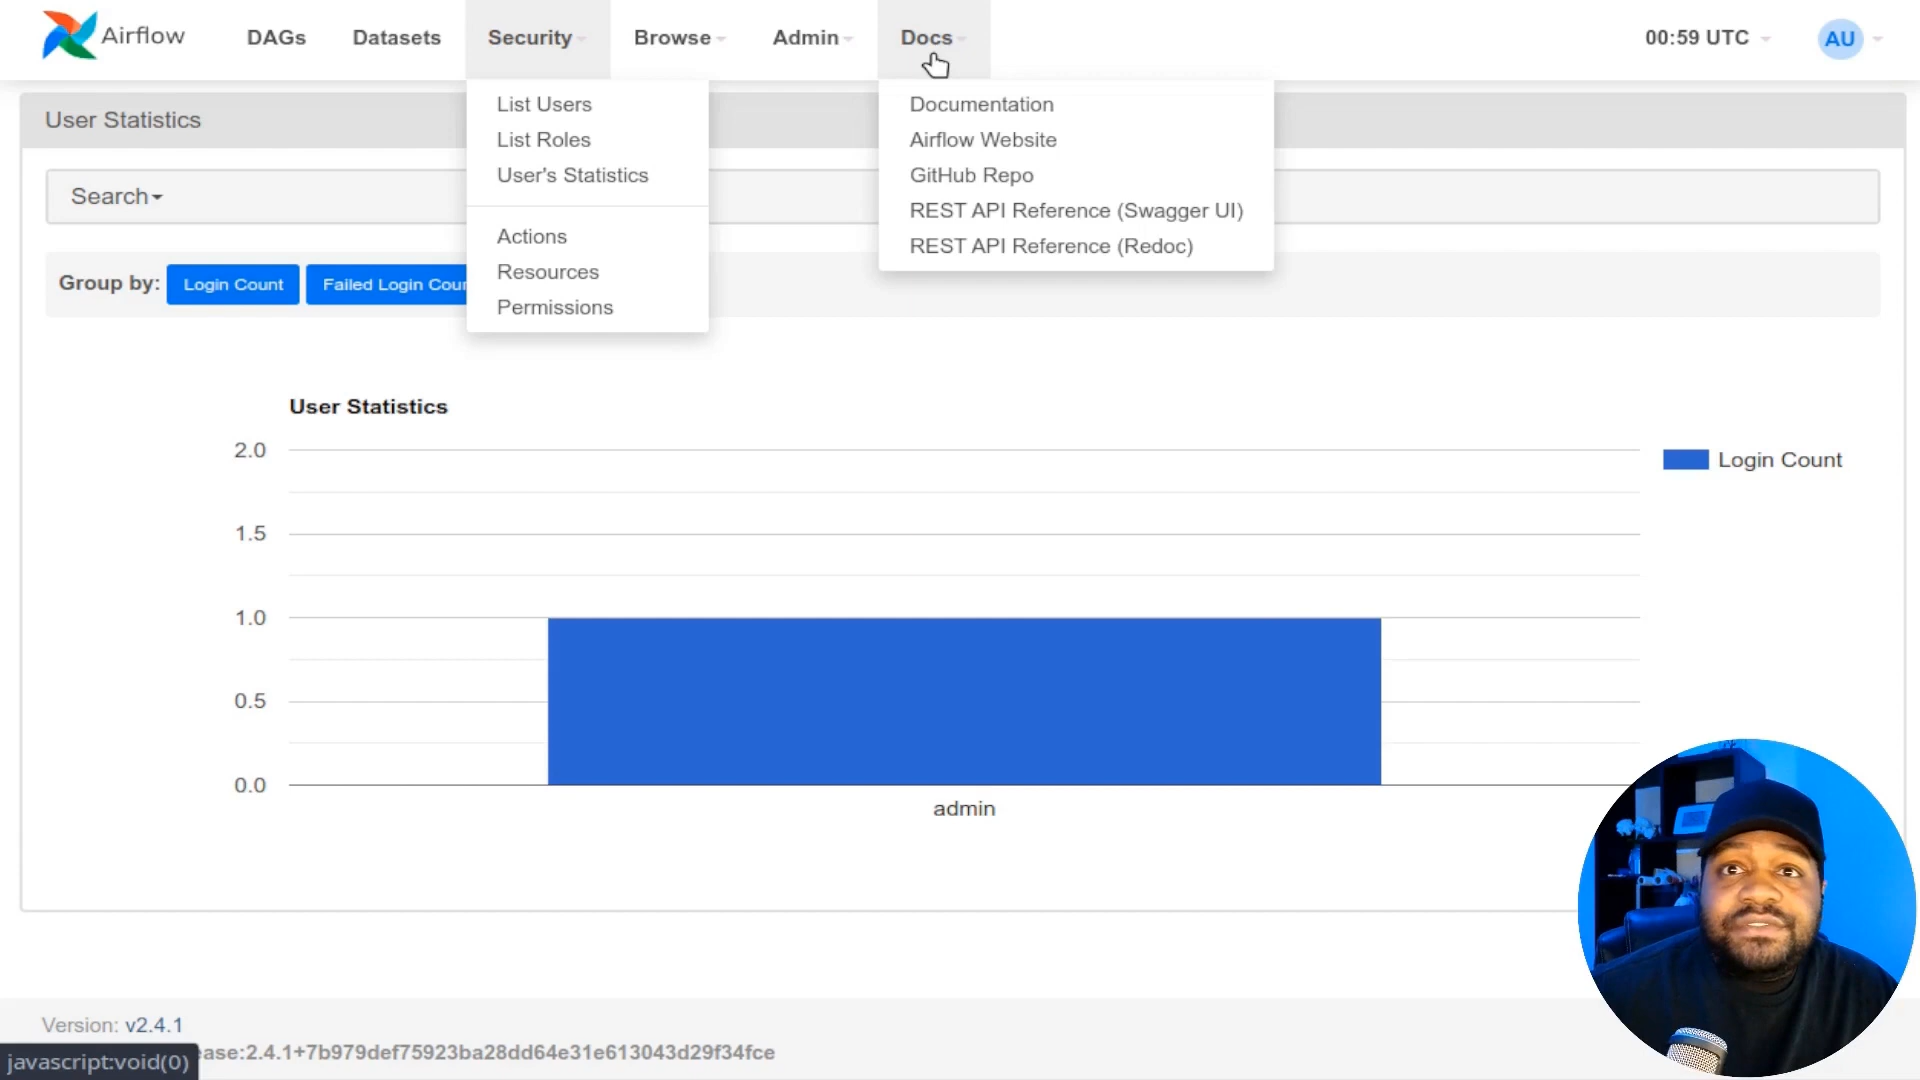 Airflow
DAGs
Datasets
Security
Browse
Admin
Docs
00:59 UTC
AU
List Users
List Roles
User's Statistics
Actions
Resources
Permissions
Documentation
Airflow Website
GitHub Repo
REST API Reference (Swagger UI)
REST API Reference (Redoc)
User Statistics
Search
Group by:
Login Count
Failed Login
User Statistics
2.0
1.5
1.0
0.5
0.0
admin
Login Count
Version: v2.4.1
:2.4.1+7b979def75923ba28dd64e31e613043d29f34fce
javascript:void(0)